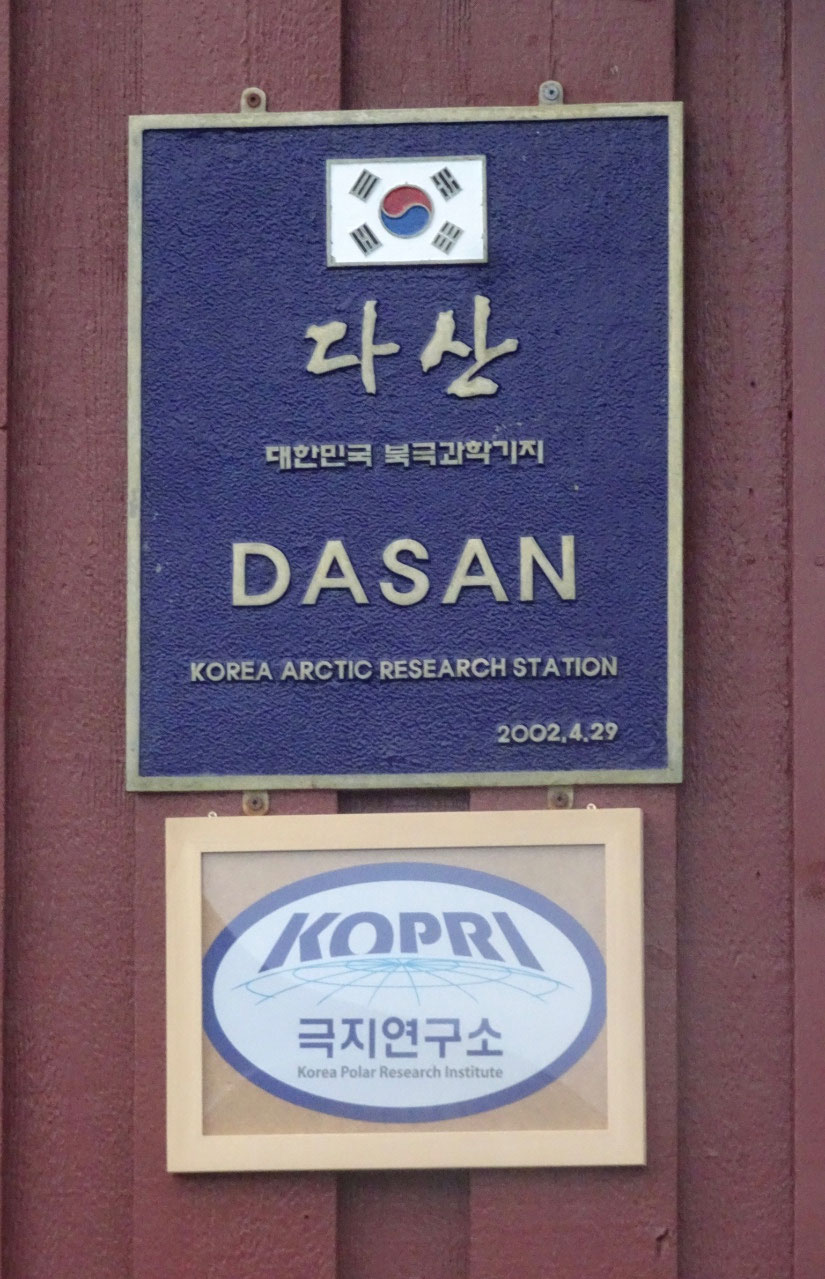 다산
대한민국 북극과학기지
DASAN
KOREA ARCTIC RESEARCH STATION
2002.4.29
KOPRI
극지연구소
Korea Polar Research Institute